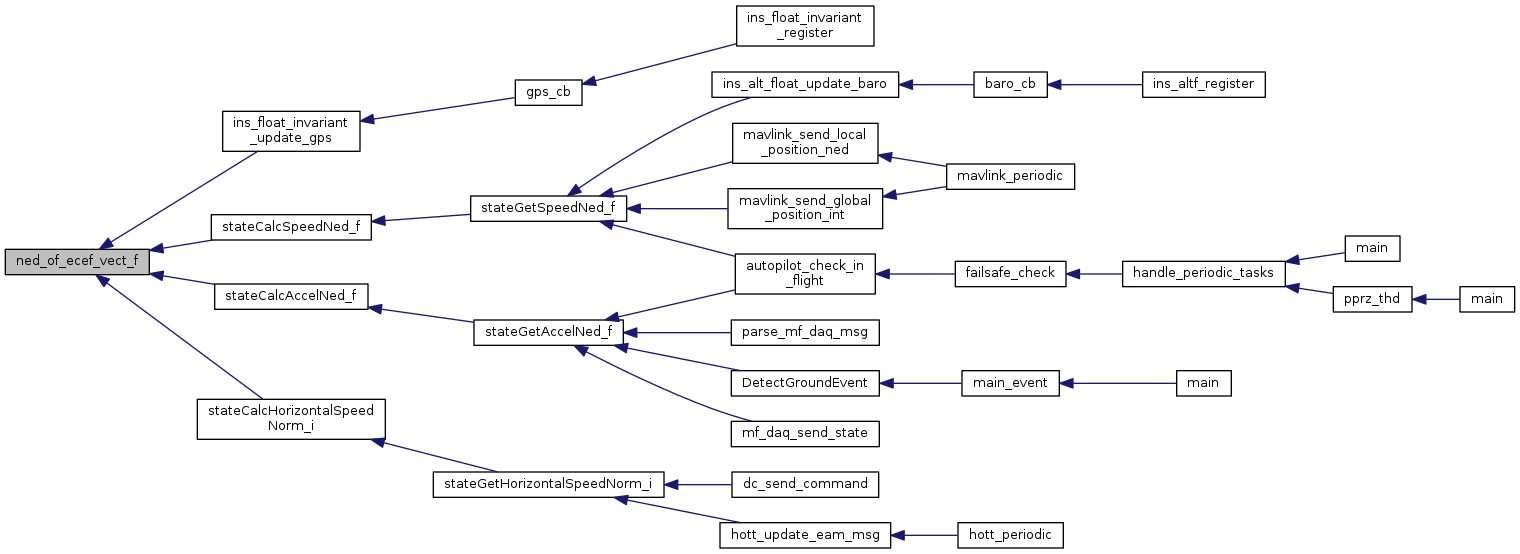 ins_float_invariant
_register
ins_alt_float_update_baro
baro_cb
ins_altf_register
gps_cb
ins_float_invariant
_update_gps
mavlink_send_local
_position_ned
mavlink_periodic
stateGetSpeedNed_f
mavlink_send_global
_position_int
stateCalcSpeedNed_f
ned_of_ecef_vect_f
autopilot_check_in
_flight
failsafe_check
handle_periodic_tasks
main
stateCalcAccelNed_f
pprz_thd
main
stateGetAccelNed_f
parse_mf_daq_msg
DetectGroundEvent
main_event
main
stateCalcHorizontalSpeed
Norm_i
mf_daq_send_state
stateGetHorizontalSpeedNorm_i
dc_send_command
hott_update_eam_msg
hott_periodic